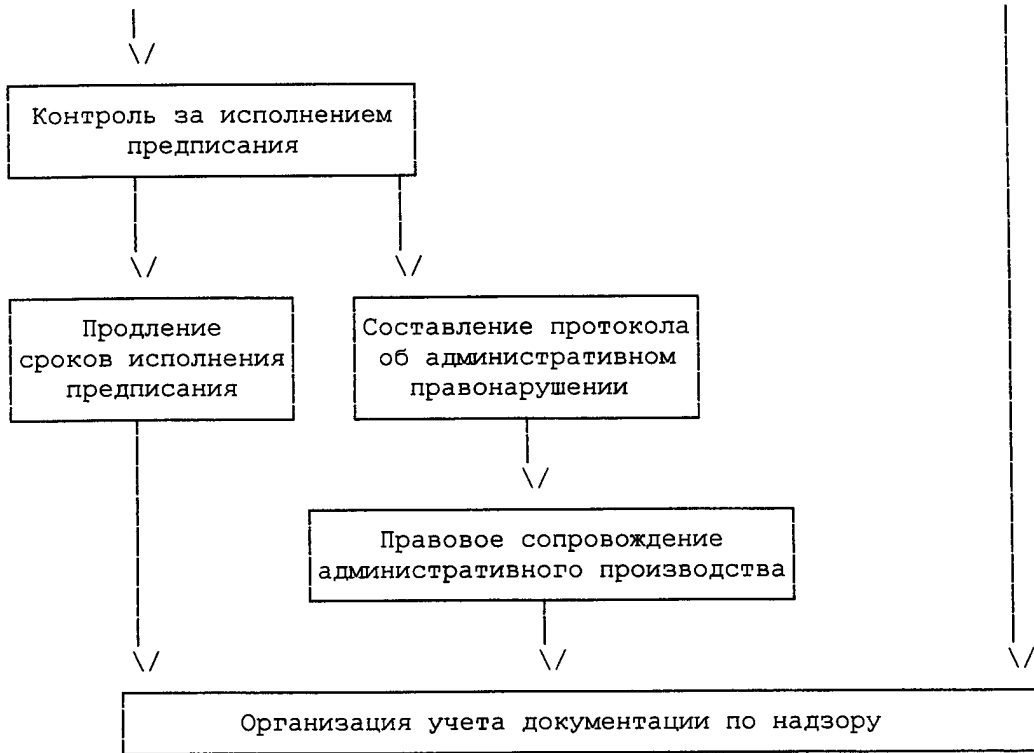 Контроль за исполнением
предписания
Продление
сроков исполнения
предписания
Составление протокола
об административном
правонарушении
Правовое сопровождение
административного производства
Организация учета документации по надзору